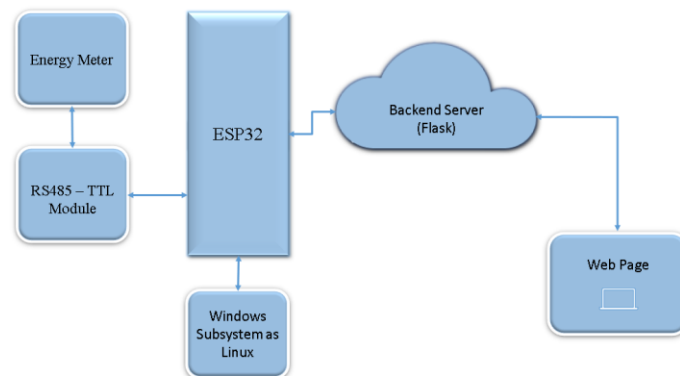 Energy Meter
RS485 – TTL
Module
ESP32
Windows
Subsystem as
Linux
Backend Server
(Flask)
Web Page